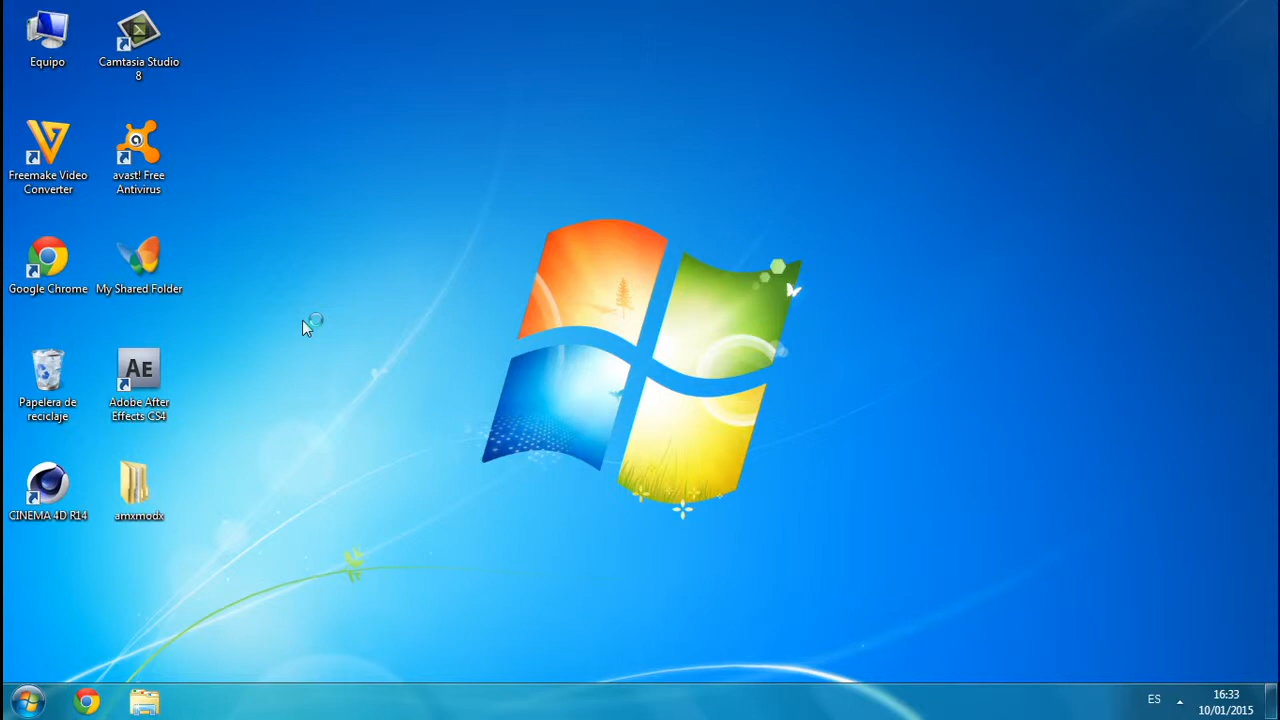 Equipo
Camtasia Studio
8
Freemake Video
Converter
avast! Free
Antivirus
Google Chrome
My Shared Folder
Papelera de
reciclaje
AE
Adobe After
Effects CS4
CINEMA 4D R14
amxmodx
ES
16:33
10/01/2015